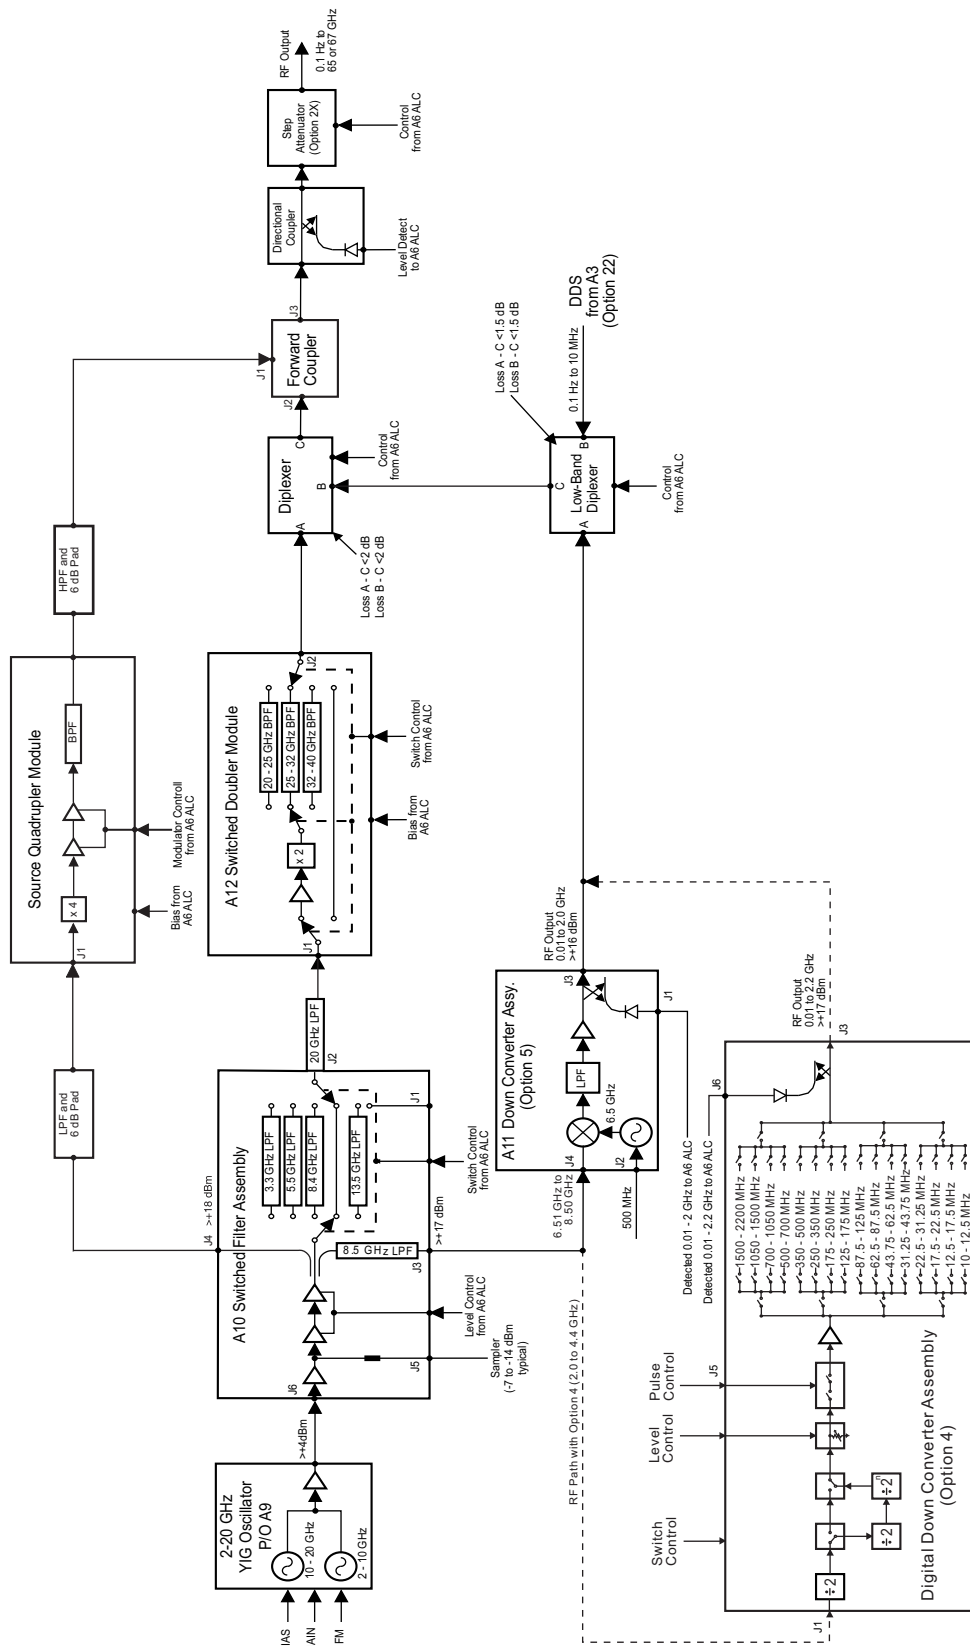 RF Output
0.1 Hz to
65 or 67 GHz
Step
Attenuator
(Option 2X)
Control
from A6 ALC
Directional
Coupler
Level Detect
to A6 ALC
J3
Forward
Coupler
J1
J2
C
Diplexer
B
A
Control
from A6 ALC
Loss A - C <2 dB
Loss B - C <2 dB
Loss A - C <1.5 dB
Loss B - C <1.5 dB
DDS
from A3
(Option 22)
0.1 Hz to 10 MHz
B
C
Low-Band
Diplexer
A
Control
from A6 ALC
HPF and
6 dB Pad
Source Quadrupler Module
BPF
x 4
J1
Modulator Controll
from A6 ALC
Bias from
A6 ALC
LPF and
6 dB Pad
A12 Switched Doubler Module
J2
20 - 25 GHz BPF
25 - 32 GHz BPF
32 - 40 GHz BPF
x 2
J1
Switch Control
from A6 ALC
Bias from
A6 ALC
20 GHz LPF
J2
A10 Switched Filter Assembly
3.3 GHz LPF
5.5 GHz LPF
8.4 GHz LPF
13.5 GHz LPF
J1
J4
>+18 dBm
8.5 GHz LPF
J3
>+17 dBm
Switch Control
from A6 ALC
Level Control
from A6 ALC
J5
Sampler
(-7 to -14 dBm
typical)
J6
>+4dBm
2-20 GHz
YIG Oscillator
P/O A9
10 - 20 GHz
2 - 10 GHz
IAS
AIN
FM
A11 Down Converter Assy.
(Option 5)
RF Output
0.01 to 2.0 GHz
>+16 dBm
J3
J1
LPF
6.5 GHz
J4
J2
6.51 GHz to
8.50 GHz
500 MHz
Detected 0.01 - 2 GHz to A6 ALC
Detected 0.01 - 2.2 GHz to A6 ALC
RF Path with Option 4 (2.0 to 4.4 GHz)
RF Output
0.01 to 2.2 GHz
>+17 dBm
J3
J6
1500 - 2200 MHz
1050 - 1500 MHz
700 - 1050 MHz
500 - 700 MHz
350 - 500 MHz
250 - 350 MHz
175 - 250 MHz
125 - 175 MHz
87.5 - 125 MHz
62.5 - 87.5 MHz
43.75 - 62.5 MHz
31.25 - 43.75 MHz
22.5 - 31.25 MHz
17.5 - 22.5 MHz
12.5 - 17.5 MHz
10 - 12.5 MHz
J5
Pulse
Control
Level
Control
Switch
Control
÷2
÷2
÷2
n
J1
Digital Down Converter Assembly
(Option 4)